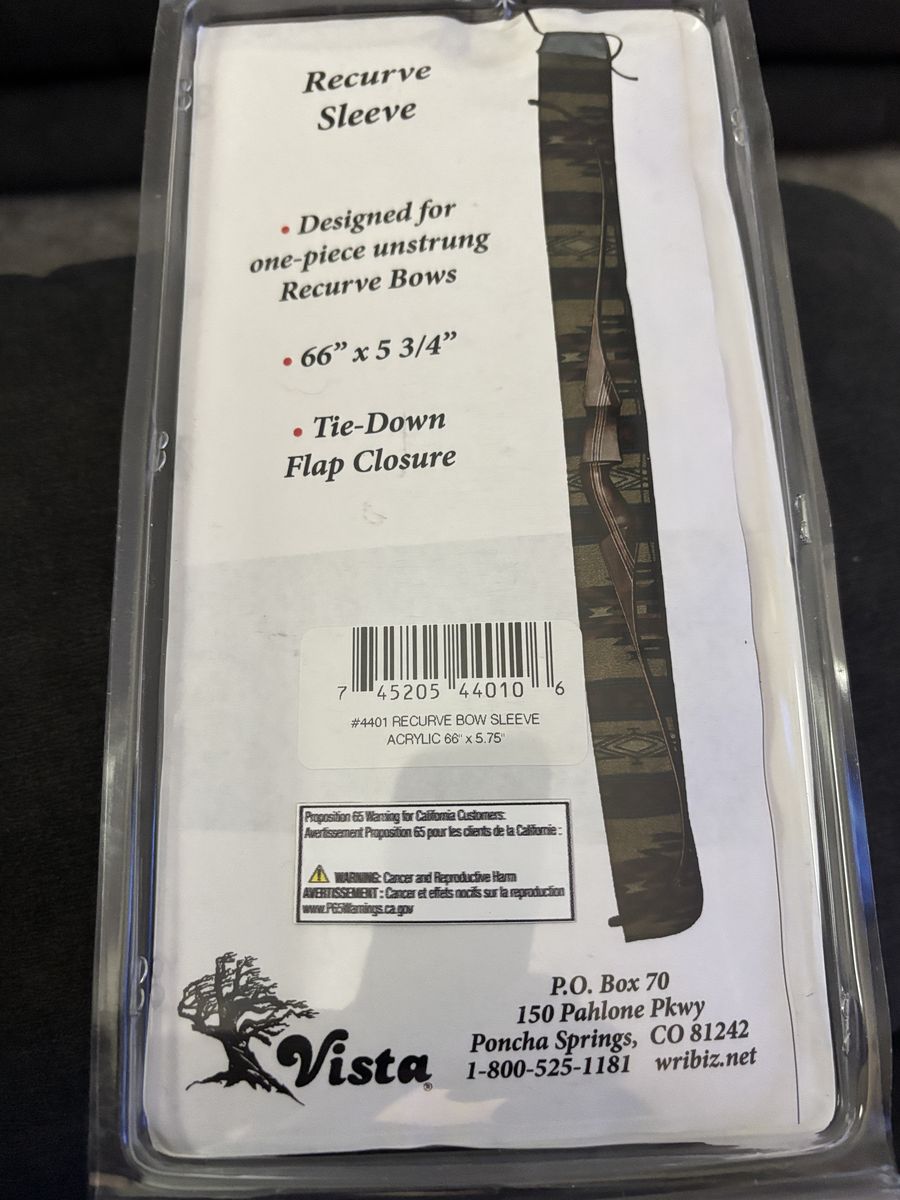 Recurve
Sleeve
• Designed for
one-piece unstrung
Recurve Bows
• 66” x 5 3/4”
• Tie-Down
Flap Closure
7 45205 44010 6
#4401 RECURVE BOW SLEEVE
ACRYLIC 66" x 5.75"
Proposition 65 Warning for California Customers:
Avertissement Proposition 65 pour les clients de la Californie :
WARNING: Cancer and Reproductive Harm
AVERTISSEMENT : Cancer et effets nocifs sur la reproduction
www.P65Warnings.ca.gov
Vista®
P.O. Box 70
150 Pahlone Pkwy
Poncha Springs, CO 81242
1-800-525-1181 wribiz.net